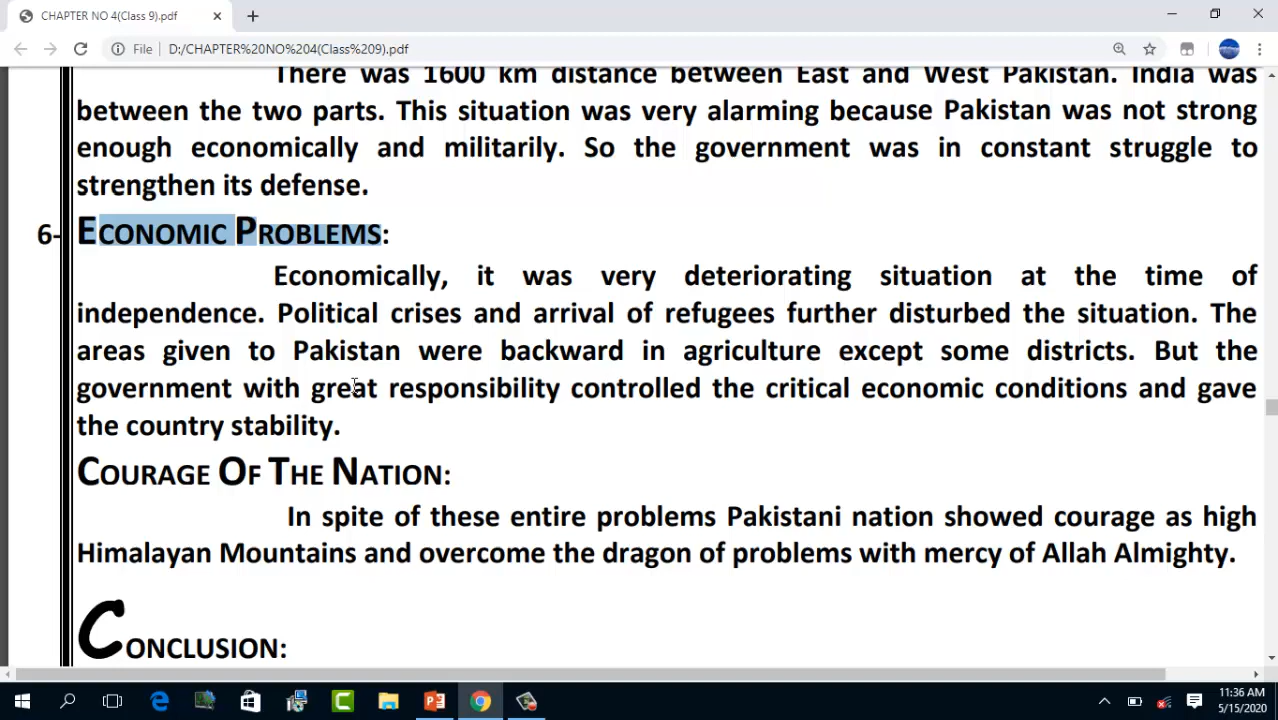 CHAPTER NO 4(Class 9).pdf
File | D:/CHAPTER%20NO%204(Class%209).pdf
There was 1600 km distance between East and West Pakistan. India was
between the two parts. This situation was very alarming because Pakistan was not strong
enough economically and militarily. So the government was in constant struggle to
strengthen its defense.
6- ECONOMIC PROBLEMS:
Economically, it was very deteriorating situation at the time of
independence. Political crises and arrival of refugees further disturbed the situation. The
areas given to Pakistan were backward in agriculture except some districts. But the
government with great responsibility controlled the critical economic conditions and gave
the country stability.
COURAGE OF THE NATION:
In spite of these entire problems Pakistani nation showed courage as high
Himalayan Mountains and overcome the dragon of problems with mercy of Allah Almighty.
CONCLUSION:
11:36 AM
5/15/2020